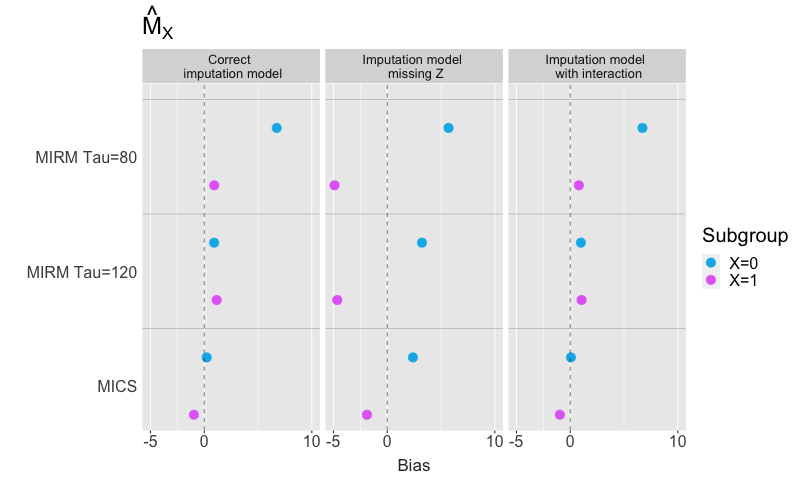 M̂X
Correct
imputation model
Imputation model
missing Z
Imputation model
with interaction
MIRM Tau=80
MIRM Tau=120
MICS
-5 0 10 -5 0 10 -5 0 10
Bias
Subgroup
X=0
X=1